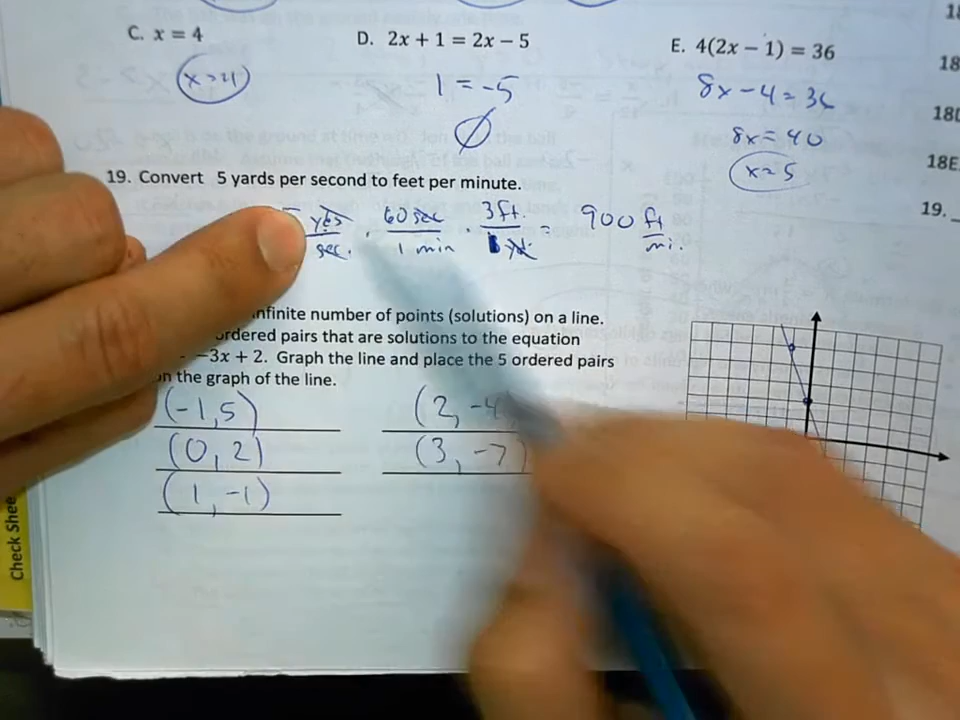 C. x = 4
D. 2x + 1 = 2x − 5
E. 4(2x − 1) = 36
x=4
1 = -5
∅
8x - 4 = 36
8x = 40
x = 5
18
18
18D
18E
19.
19. Convert 5 yards per second to feet per minute.
yds/sec. · 60 sec/1 min · 3 ft./1 yd. = 900 ft/mi.
infinite number of points (solutions) on a line.
ordered pairs that are solutions to the equation
−3x + 2. Graph the line and place the 5 ordered pairs
on the graph of the line.
(-1, 5)
(2, -4
(0, 2)
(3, -7)
(1, -1)
Check Shee